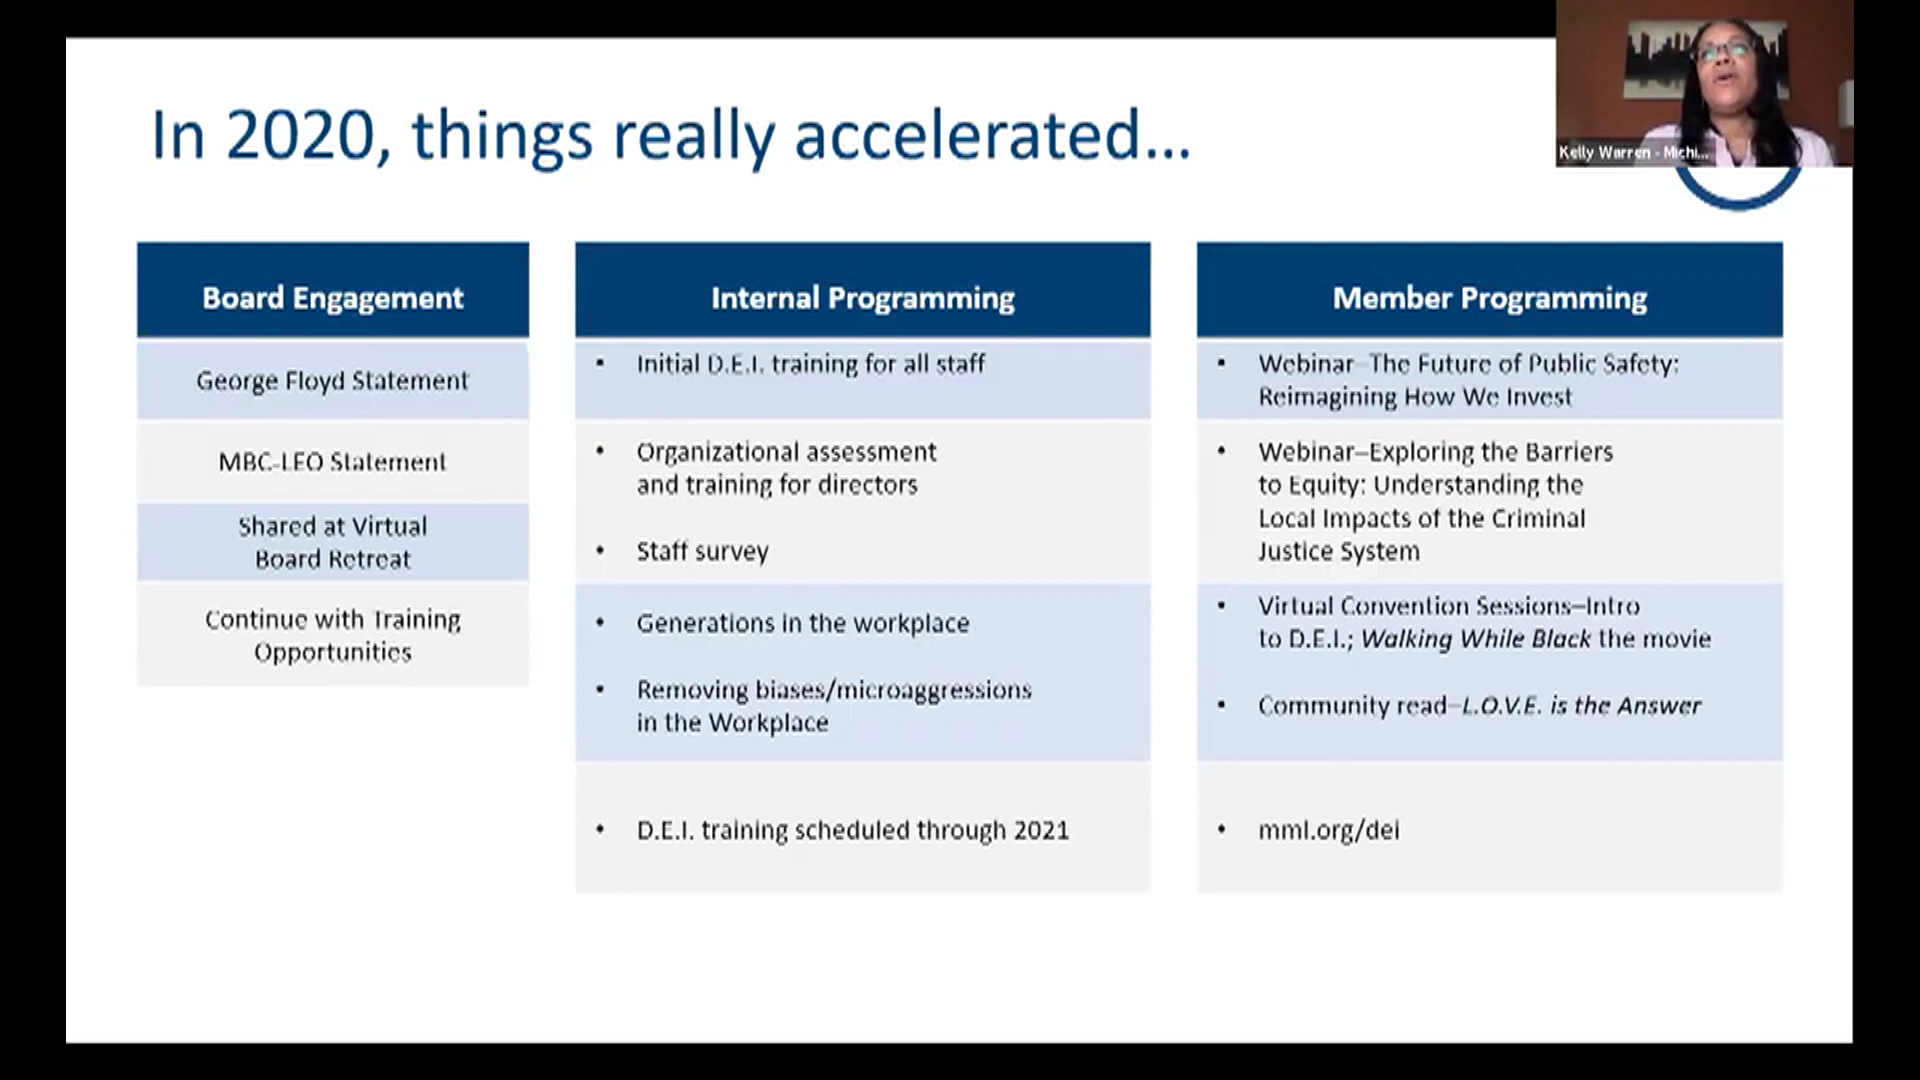 In 2020, things really accelerated...
Kelly Warren - Michi...
Board Engagement
George Floyd Statement
MBC-LEO Statement
Shared at Virtual
Board Retreat
Continue with Training
Opportunities
Internal Programming
• Initial D.E.I. training for all staff
• Organizational assessment
and training for directors
• Staff survey
• Generations in the workplace
• Removing biases/microaggressions
in the Workplace
• D.E.I. training scheduled through 2021
Member Programming
• Webinar–The Future of Public Safety:
Reimagining How We Invest
• Webinar–Exploring the Barriers
to Equity: Understanding the
Local Impacts of the Criminal
Justice System
• Virtual Convention Sessions–Intro
to D.E.I.; Walking While Black the movie
• Community read–L.O.V.E. is the Answer
• mml.org/dei